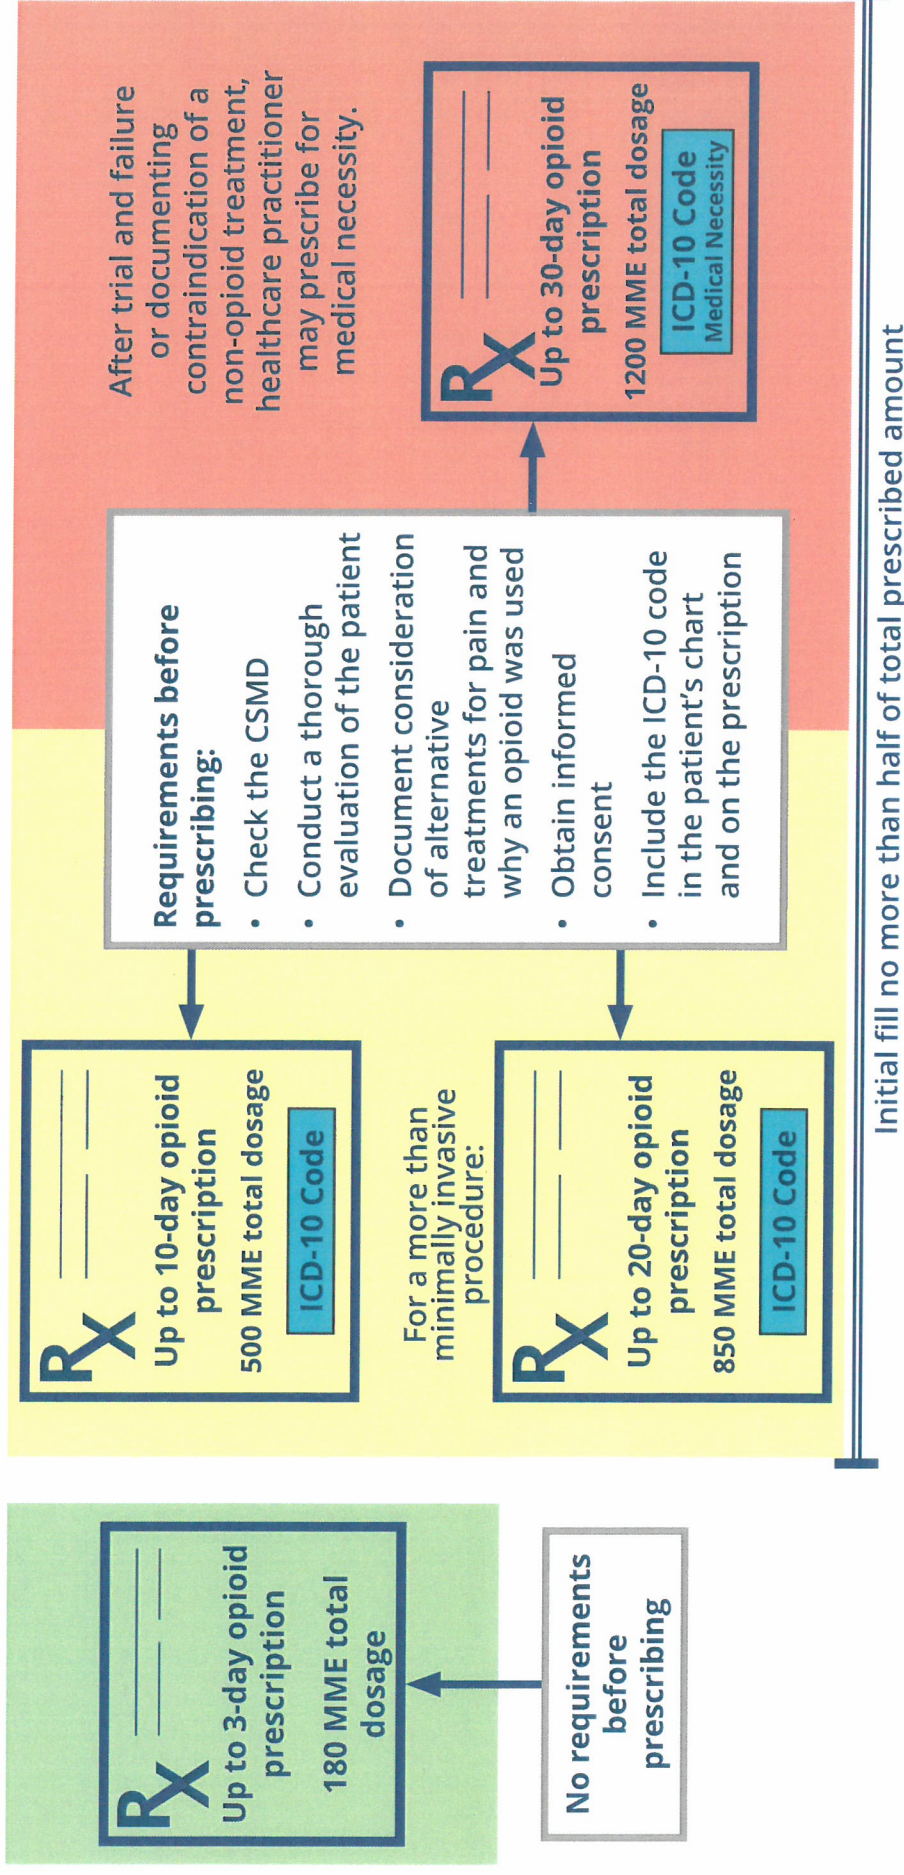 Rx
Up to 3-day opioid
prescription
180 MME total
dosage
No requirements
before
prescribing
Rx
Up to 10-day opioid
prescription
500 MME total dosage
ICD-10 Code
For a more than
minimally invasive
procedure:
Rx
Up to 20-day opioid
prescription
850 MME total dosage
ICD-10 Code
Requirements before
prescribing:
• Check the CSMD
• Conduct a thorough
evaluation of the patient
• Document consideration
of alternative
treatments for pain and
why an opioid was used
• Obtain informed
consent
• Include the ICD-10 code
in the patient's chart
and on the prescription
After trial and failure
or documenting
contraindication of a
non-opioid treatment,
healthcare practitioner
may prescribe for
medical necessity.
Rx
Up to 30-day opioid
prescription
1200 MME total dosage
ICD-10 Code
Medical Necessity
Initial fill no more than half of total prescribed amount